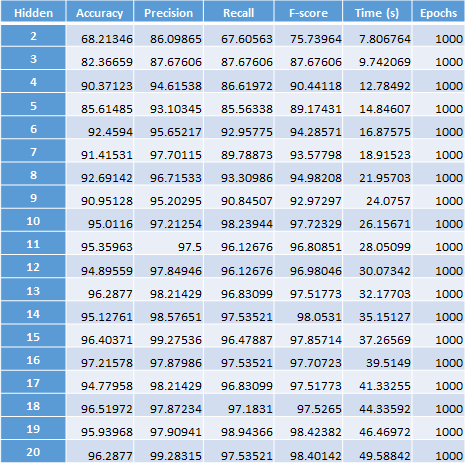 Hidden Accuracy Precision Recall F-score Time (s) Epochs
2 68.21346 86.09865 67.60563 75.73964 7.806764 1000
3 82.36659 87.67606 87.67606 87.67606 9.742069 1000
4 90.37123 94.61538 86.61972 90.44118 12.78492 1000
5 85.61485 93.10345 85.56338 89.17431 14.84607 1000
6 92.4594 95.65217 92.95775 94.28571 16.87575 1000
7 91.41531 97.70115 89.78873 93.57798 18.91523 1000
8 92.69142 96.71533 93.30986 94.98208 21.95703 1000
9 90.95128 95.20295 90.84507 92.97297 24.0757 1000
10 95.0116 97.21254 98.23944 97.72329 26.15671 1000
11 95.35963 97.5 96.12676 96.80851 28.05099 1000
12 94.89559 97.84946 96.12676 96.98046 30.07342 1000
13 96.2877 98.21429 96.83099 97.51773 32.17703 1000
14 95.12761 98.57651 97.53521 98.0531 35.15127 1000
15 96.40371 99.27536 96.47887 97.85714 37.26569 1000
16 97.21578 97.87986 97.53521 97.70723 39.5149 1000
17 94.77958 98.21429 96.83099 97.51773 41.33255 1000
18 96.51972 97.87234 97.1831 97.5265 44.33592 1000
19 95.93968 97.90941 98.94366 98.42382 46.46972 1000
20 96.2877 99.28315 97.53521 98.40142 49.58842 1000